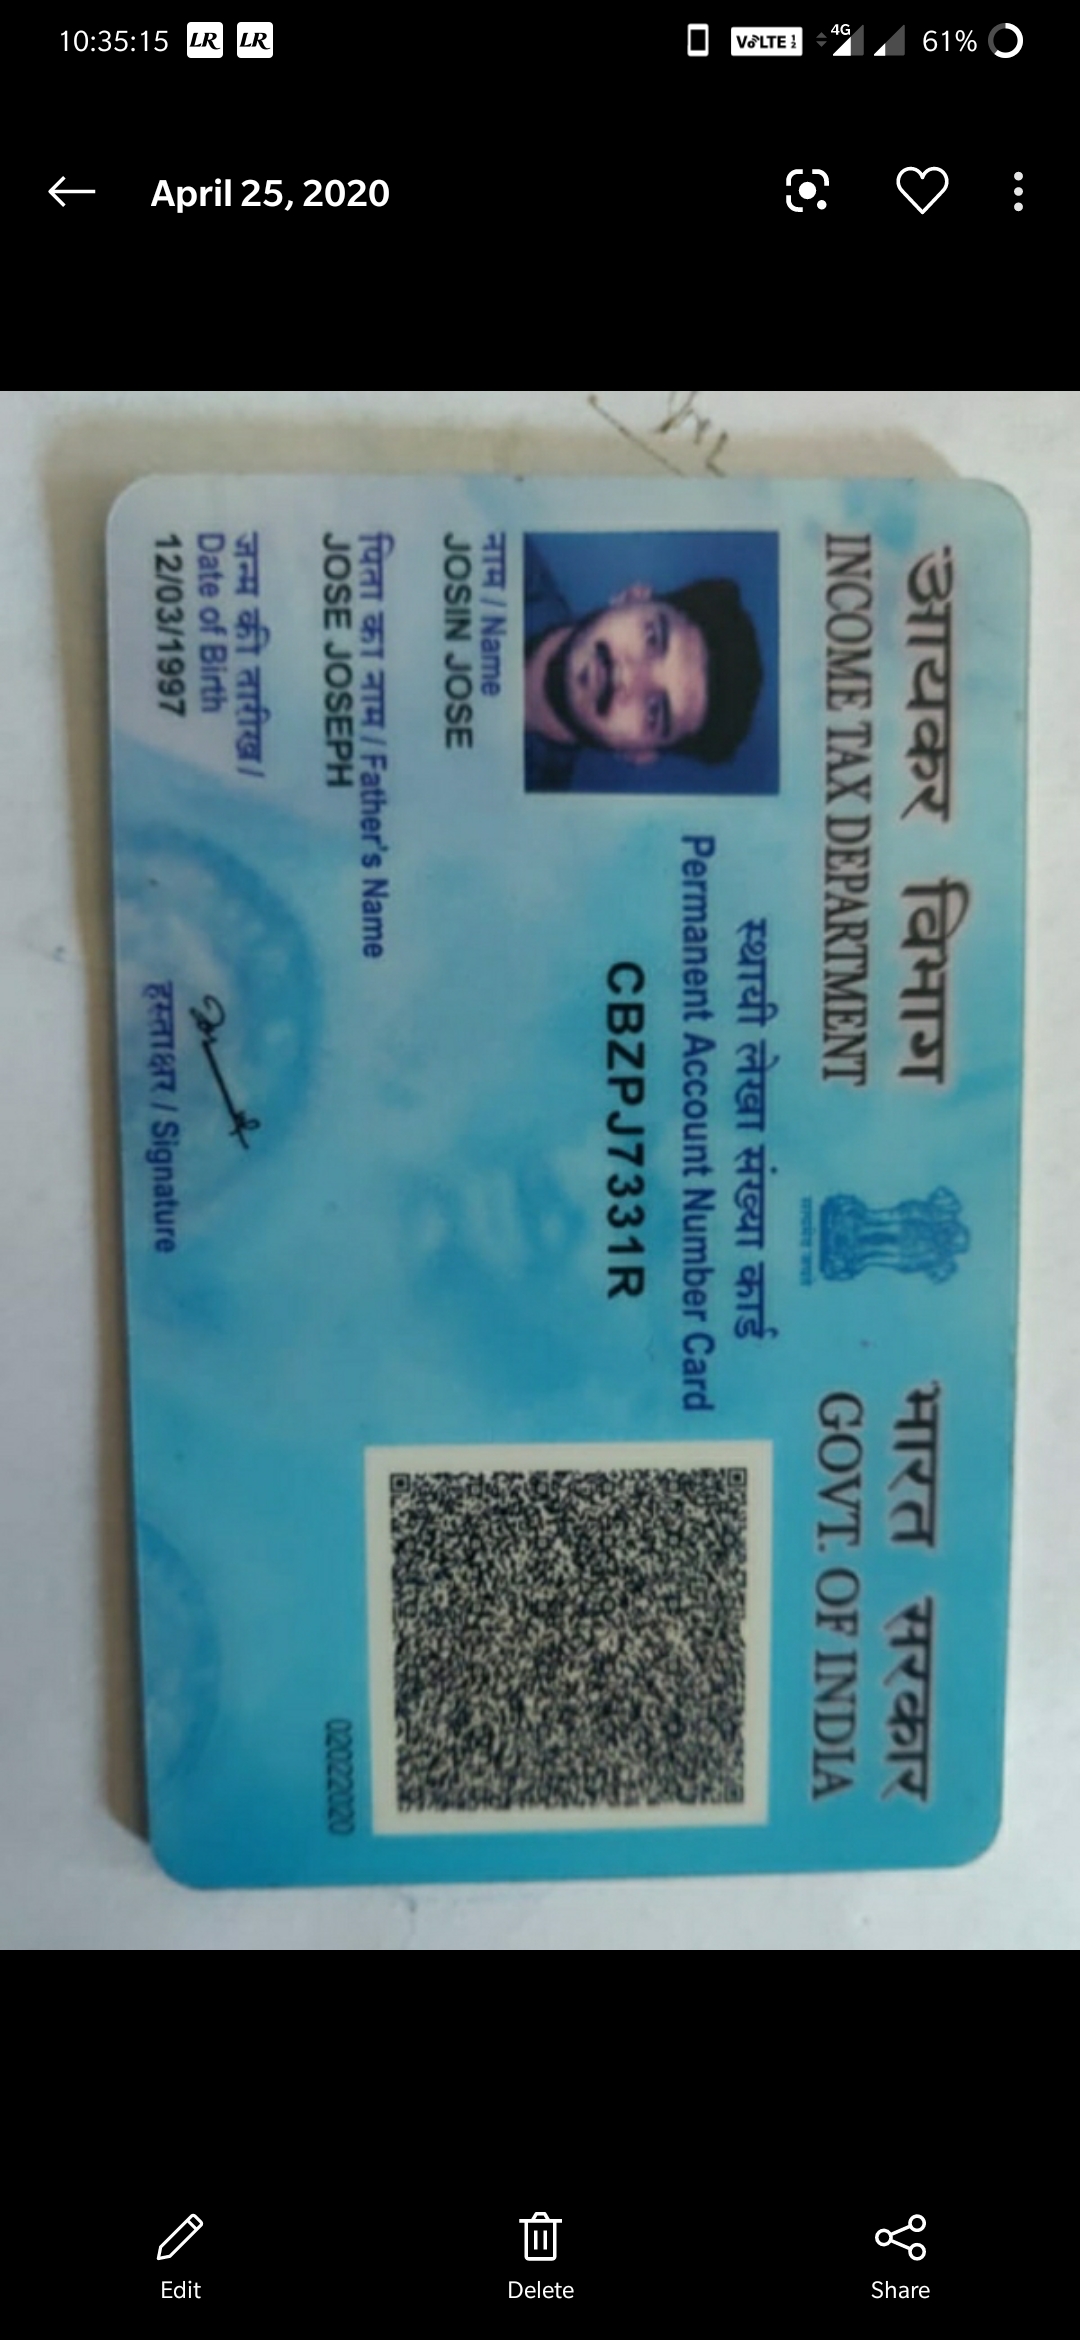 10:35:15 LR LR VoLTE 4G 61%
April 25, 2020
आयकर विभाग
INCOME TAX DEPARTMENT
भारत सरकार
GOVT. OF INDIA
स्थायी लेखा संख्या कार्ड
Permanent Account Number Card
CBZPJ7331R
नाम / Name
JOSIN JOSE
पिता का नाम / Father's Name
JOSE JOSEPH
जन्म की तारीख /
Date of Birth
12/03/1997
हस्ताक्षर / Signature
02022020
Edit Delete Share